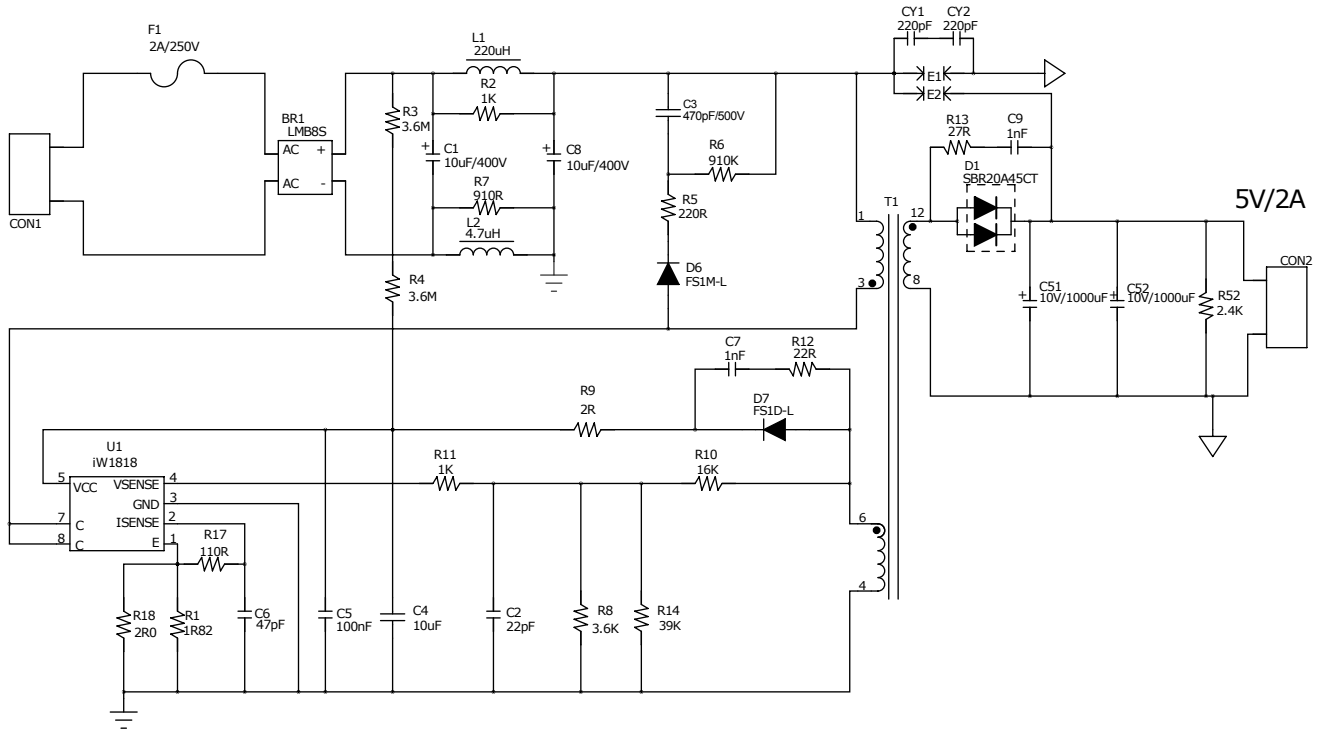 F1
2A/250V
L1
220uH
CY1
220pF
CY2
220pF
E1
E2
R2
1K
R3
3.6M
C3
470pF/500V
BR1
LMB8S
AC
+
AC
-
+
C1
10uF/400V
+
C8
10uF/400V
R6
910K
R13
27R
C9
1nF
D1
SBR20A45CT
R7
910R
R5
220R
CON1
L2
4.7uH
T1
1
12
5V/2A
CON2
R4
3.6M
D6
FS1M-L
3
8
+
C51
10V/1000uF
+
C52
10V/1000uF
R52
2.4K
C7
1nF
R12
22R
R9
2R
D7
FS1D-L
U1
iW1818
R11
1K
R10
16K
5
VCC
VSENSE
4
GND
3
7
C
ISENSE
2
8
C
E
1
R17
110R
6
4
R18
2R0
R1
1R82
C6
47pF
C5
100nF
C4
10uF
C2
22pF
R8
3.6K
R14
39K